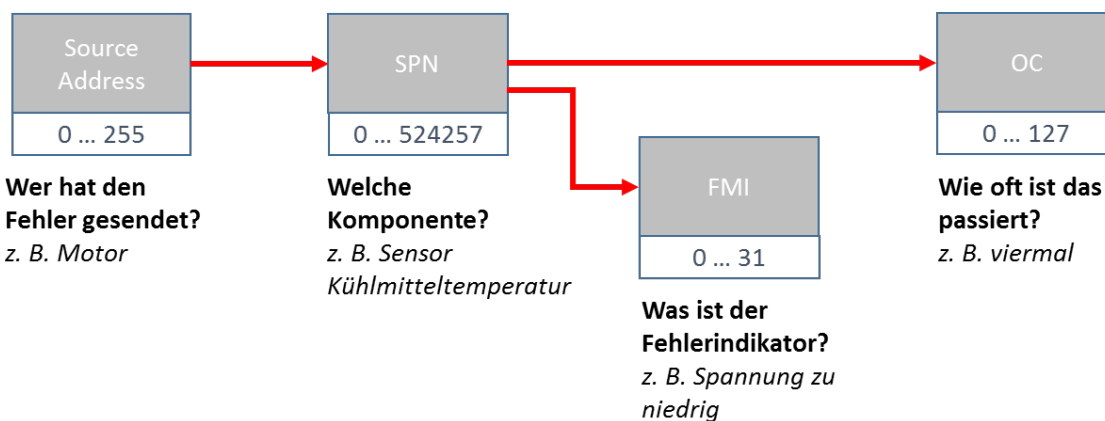 Source
Address
0 ... 255
Wer hat den
Fehler gesendet?
z. B. Motor
SPN
0 ... 524257
Welche
Komponente?
z. B. Sensor
Kühlmitteltemperatur
FMI
0 ... 31
Was ist der
Fehlerindikator?
z. B. Spannung zu
niedrig
OC
0 ... 127
Wie oft ist das
passiert?
z. B. viermal